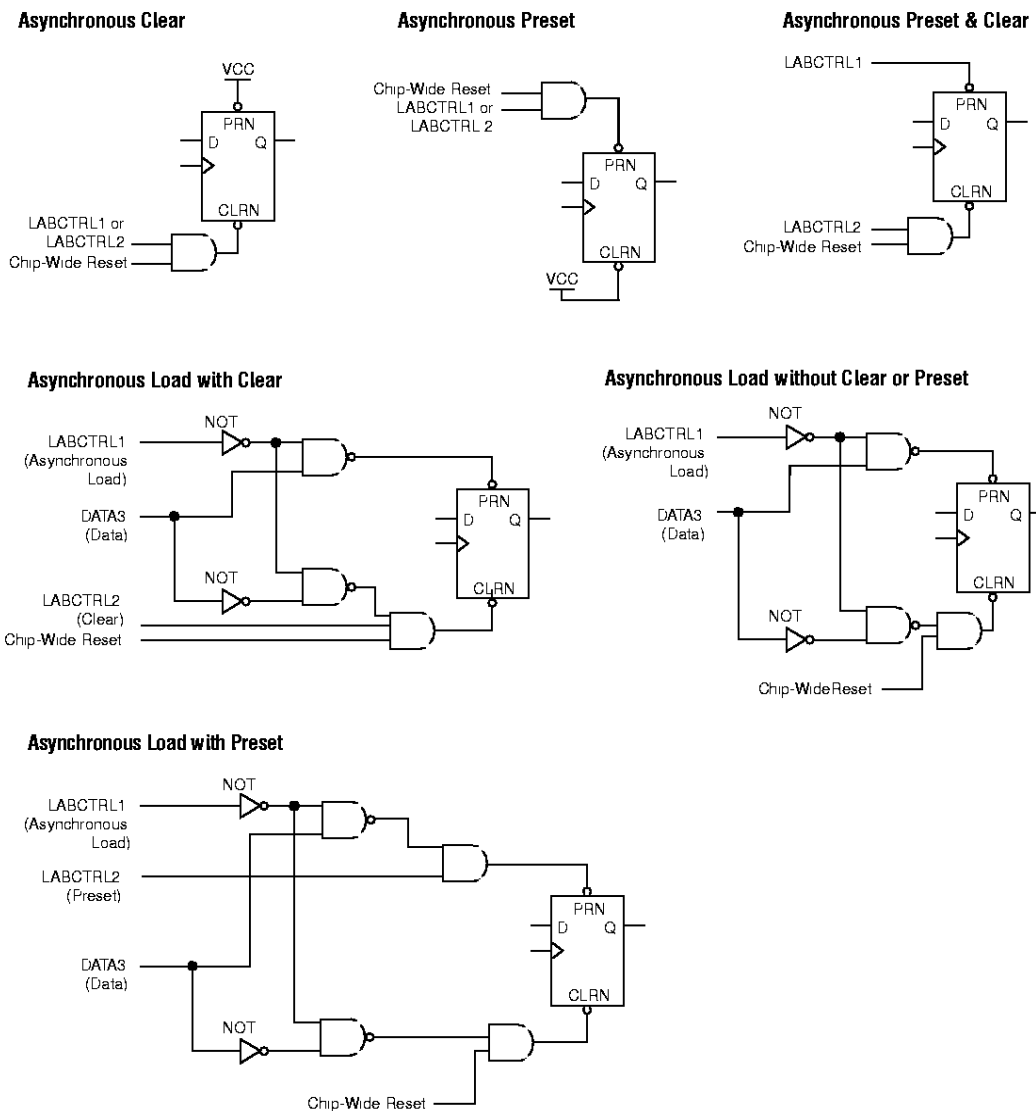 Asynchronous Clear
VCC
PRN
D Q
CLRN
LABCTRL1 or
LABCTRL2
Chip-Wide Reset
Asynchronous Preset
Chip-Wide Reset
LABCTRL1 or
LABCTRL 2
PRN
D Q
CLRN
VCC
Asynchronous Preset & Clear
LABCTRL1
PRN
D Q
CLRN
LABCTRL2
Chip-Wide Reset
Asynchronous Load with Clear
NOT
LABCTRL1
(Asynchronous
Load)
PRN
D Q
DATA3
(Data)
NOT
CLRN
LABCTRL2
(Clear)
Chip-Wide Reset
Asynchronous Load without Clear or Preset
NOT
LABCTRL1
(Asynchronous
Load)
PRN
D Q
DATA3
(Data)
CLRN
NOT
Chip-Wide Reset
Asynchronous Load with Preset
NOT
LABCTRL1
(Asynchronous
Load)
LABCTRL2
(Preset)
PRN
D Q
DATA3
(Data)
CLRN
NOT
Chip-Wide Reset